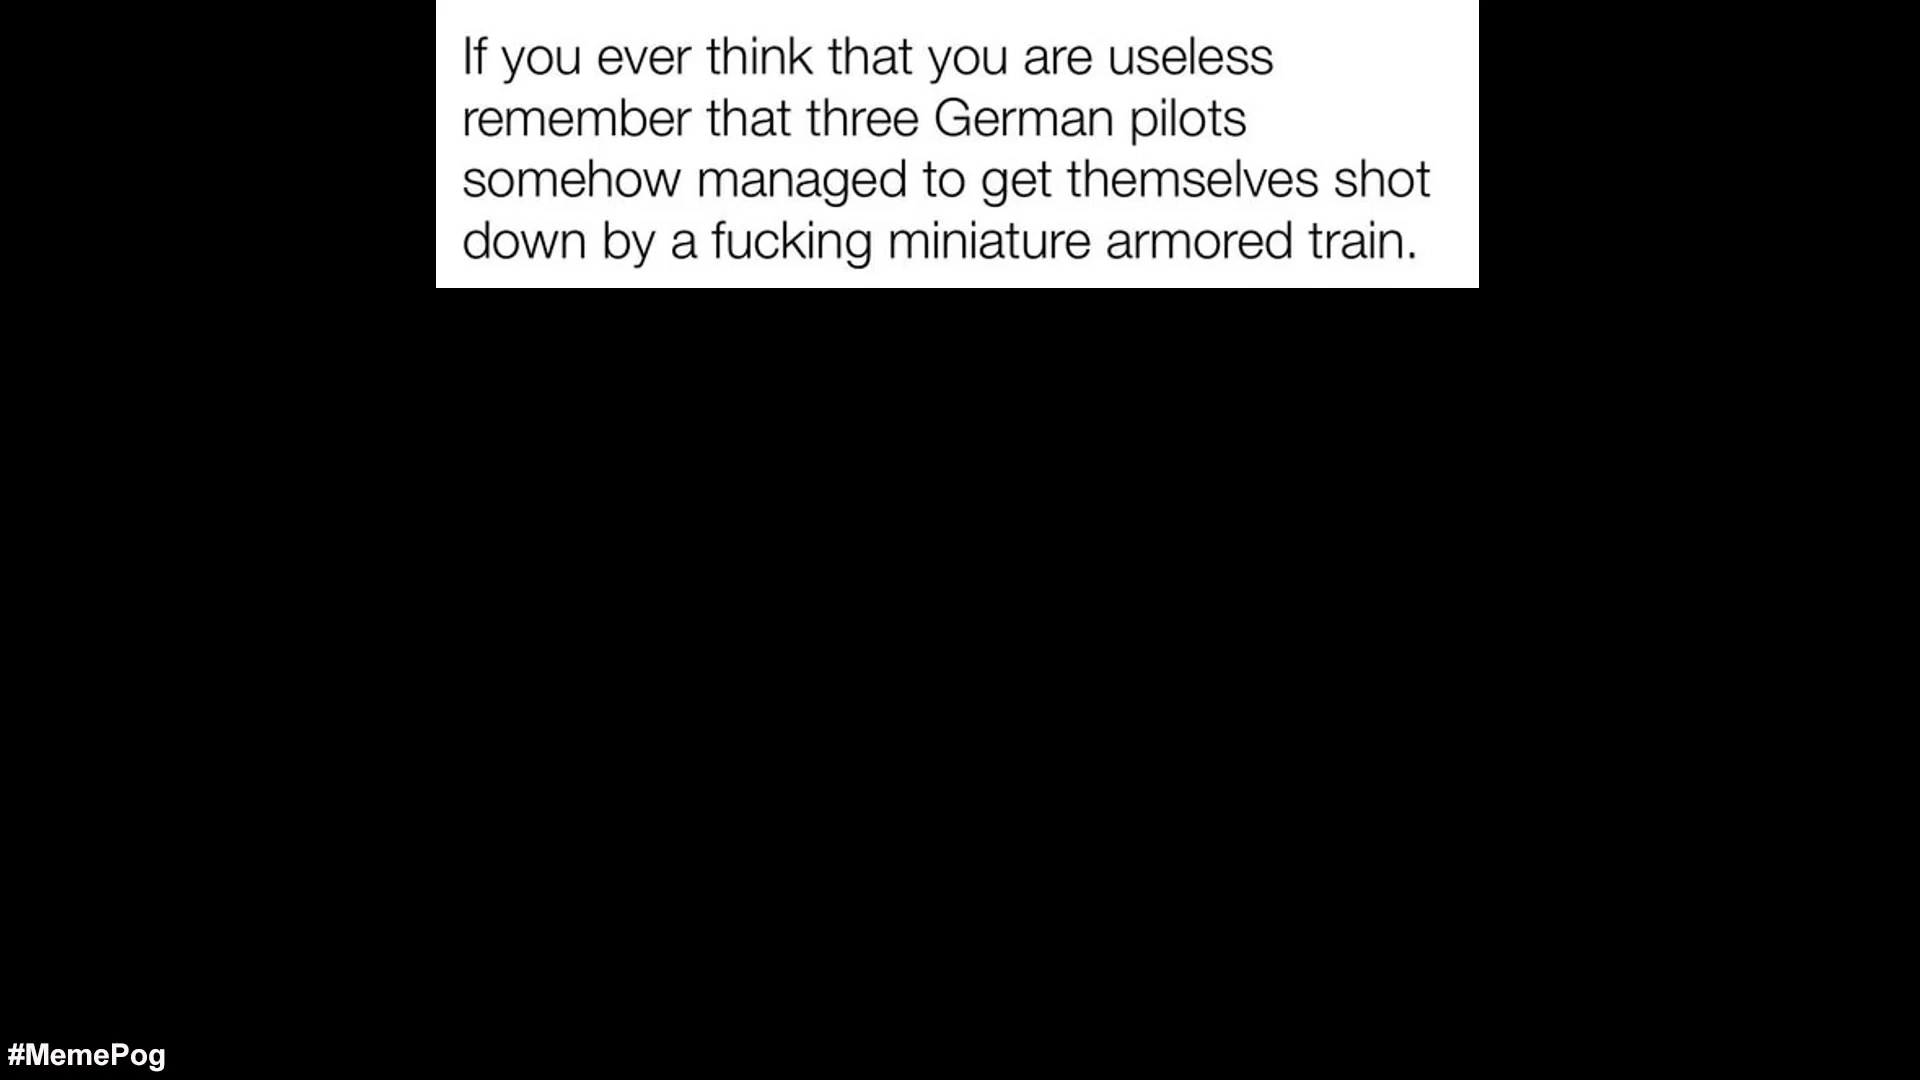 If you ever think that you are useless
remember that three German pilots
somehow managed to get themselves shot
down by a fucking miniature armored train.
#MemePog